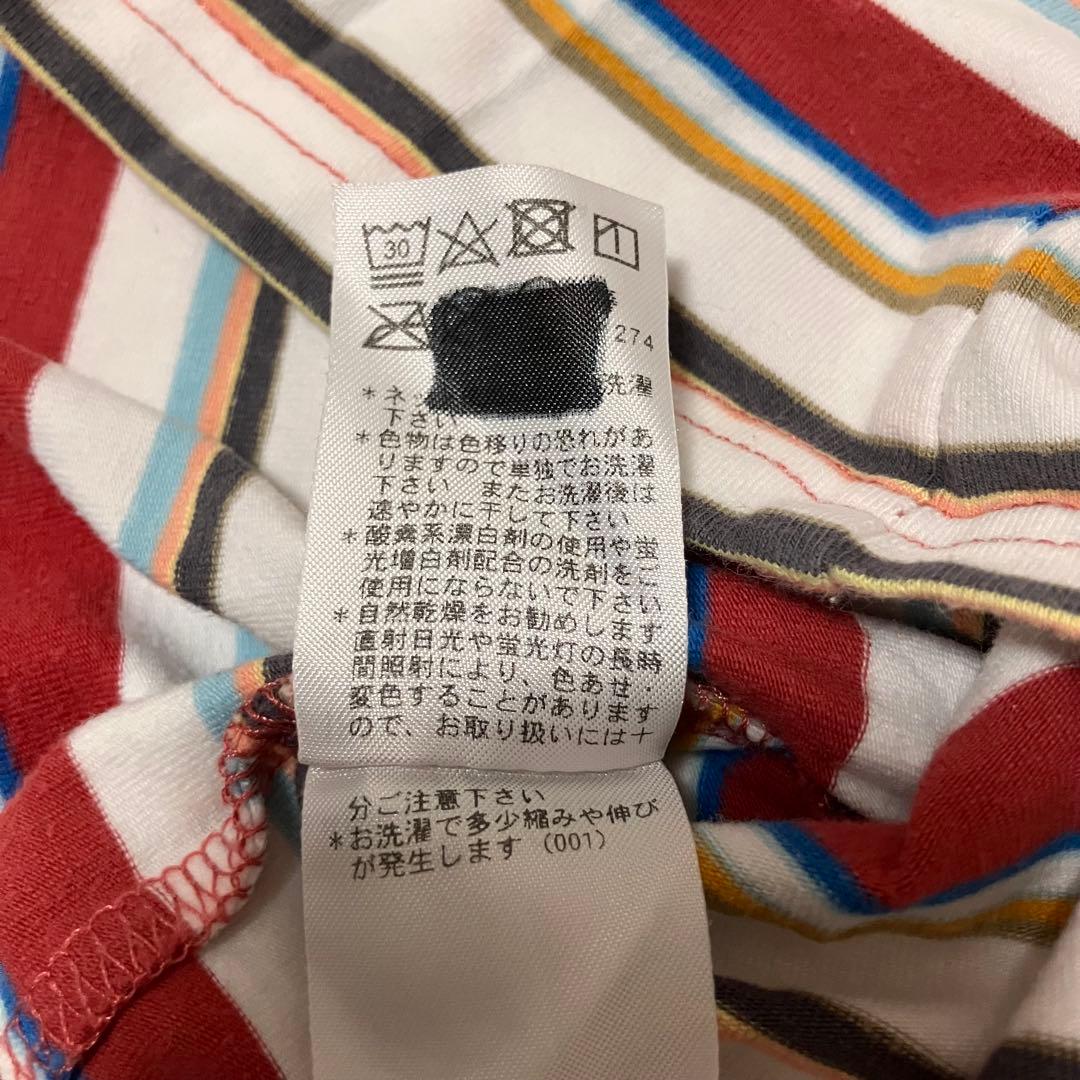 30
274
*ネ 洗濯
下さい
*色物は色移りの恐れがあ
りますので単独でお洗濯
下さい またお洗濯後は
速やかに干して下さい
*酸素系漂白剤の使用や蛍
光増白剤配合の洗剤をご
使用にならないで下さい
*自然乾燥をお勧めします
直射日光や蛍光灯の長時
間照射により、色あせ・
変色することがあります
ので、お取り扱いには十
分ご注意下さい
*お洗濯で多少縮みや伸び
が発生します(001)